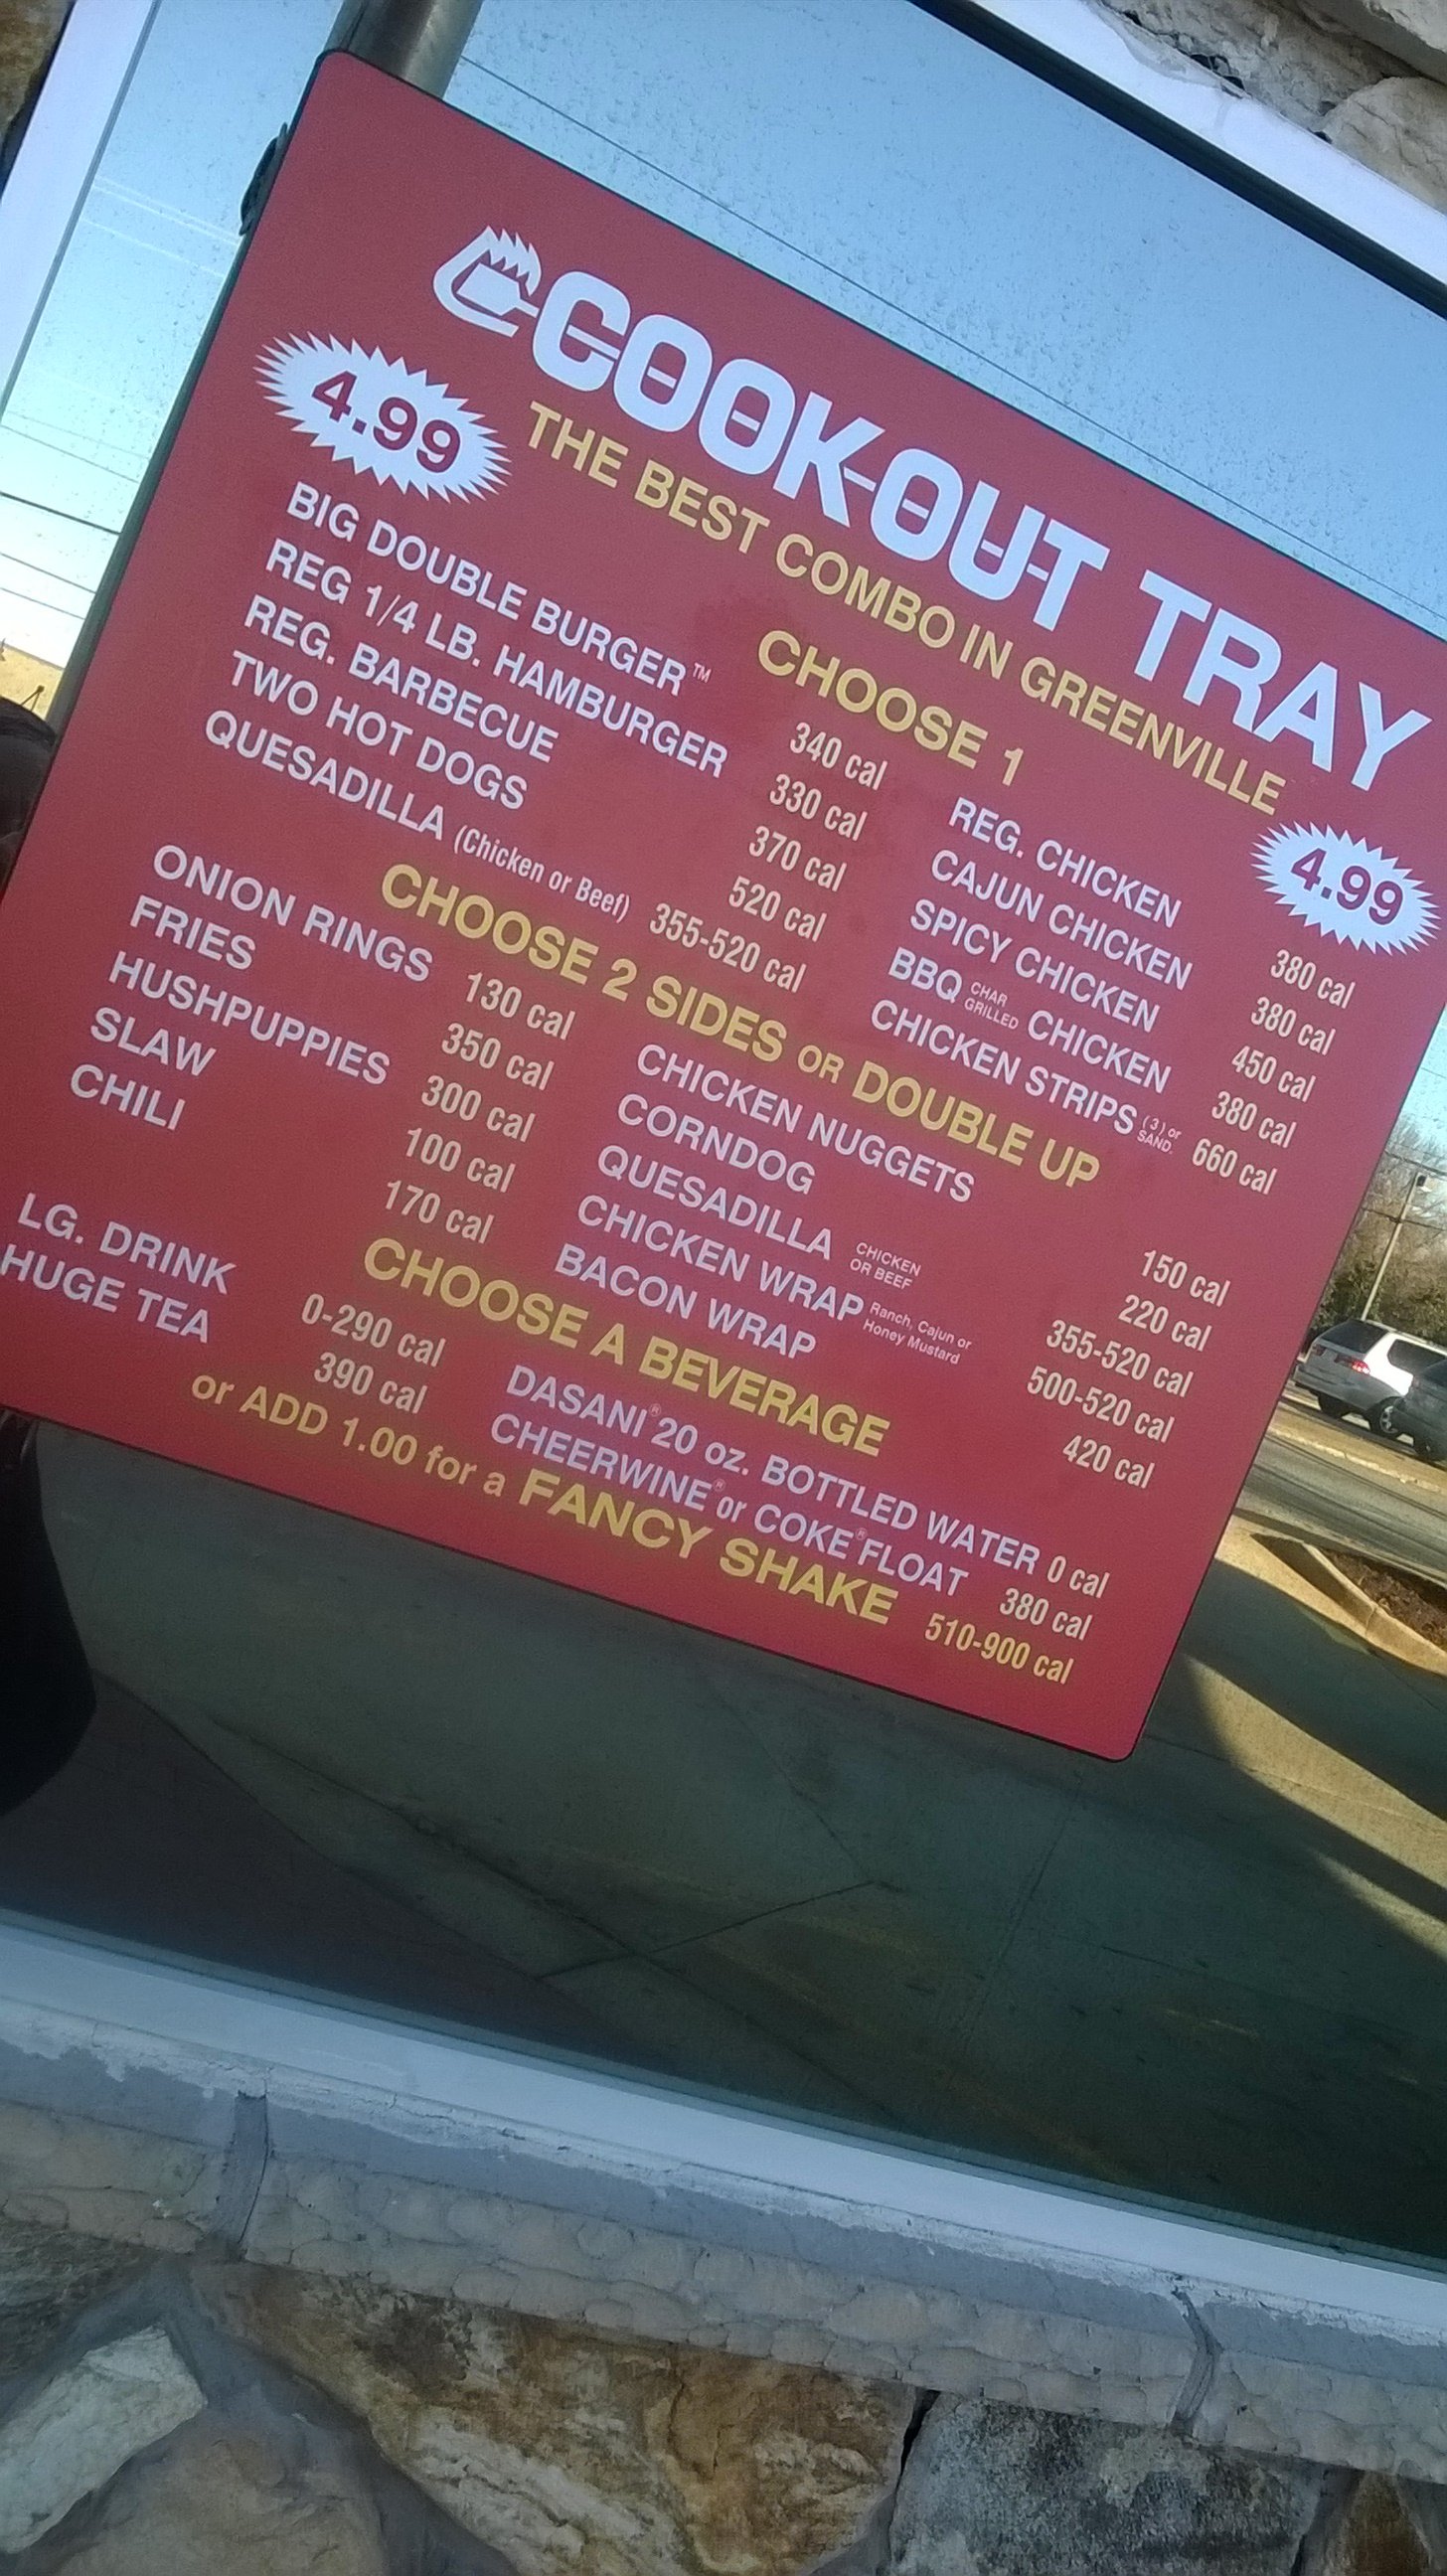 COOK-OUT TRAY
THE BEST COMBO IN GREENVILLE
4.99
4.99
CHOOSE 1
BIG DOUBLE BURGER™ 340 cal
REG 1/4 LB. HAMBURGER 330 cal
REG. BARBECUE 370 cal
TWO HOT DOGS 520 cal
QUESADILLA (Chicken or Beef) 355-520 cal
REG. CHICKEN 380 cal
CAJUN CHICKEN 380 cal
SPICY CHICKEN 450 cal
BBQ CHAR GRILLED CHICKEN 380 cal
CHICKEN STRIPS (3) or SAND. 660 cal
CHOOSE 2 SIDES OR DOUBLE UP
ONION RINGS 130 cal
FRIES 350 cal
HUSHPUPPIES 300 cal
SLAW 100 cal
CHILI 170 cal
CHICKEN NUGGETS 150 cal
CORNDOG 220 cal
QUESADILLA CHICKEN OR BEEF 355-520 cal
CHICKEN WRAP Ranch, Cajun or Honey Mustard 500-520 cal
BACON WRAP 420 cal
CHOOSE A BEVERAGE
LG. DRINK 0-290 cal
HUGE TEA 390 cal
DASANI® 20 oz. BOTTLED WATER 0 cal
CHEERWINE® or COKE® FLOAT 380 cal
or ADD 1.00 for a FANCY SHAKE 510-900 cal